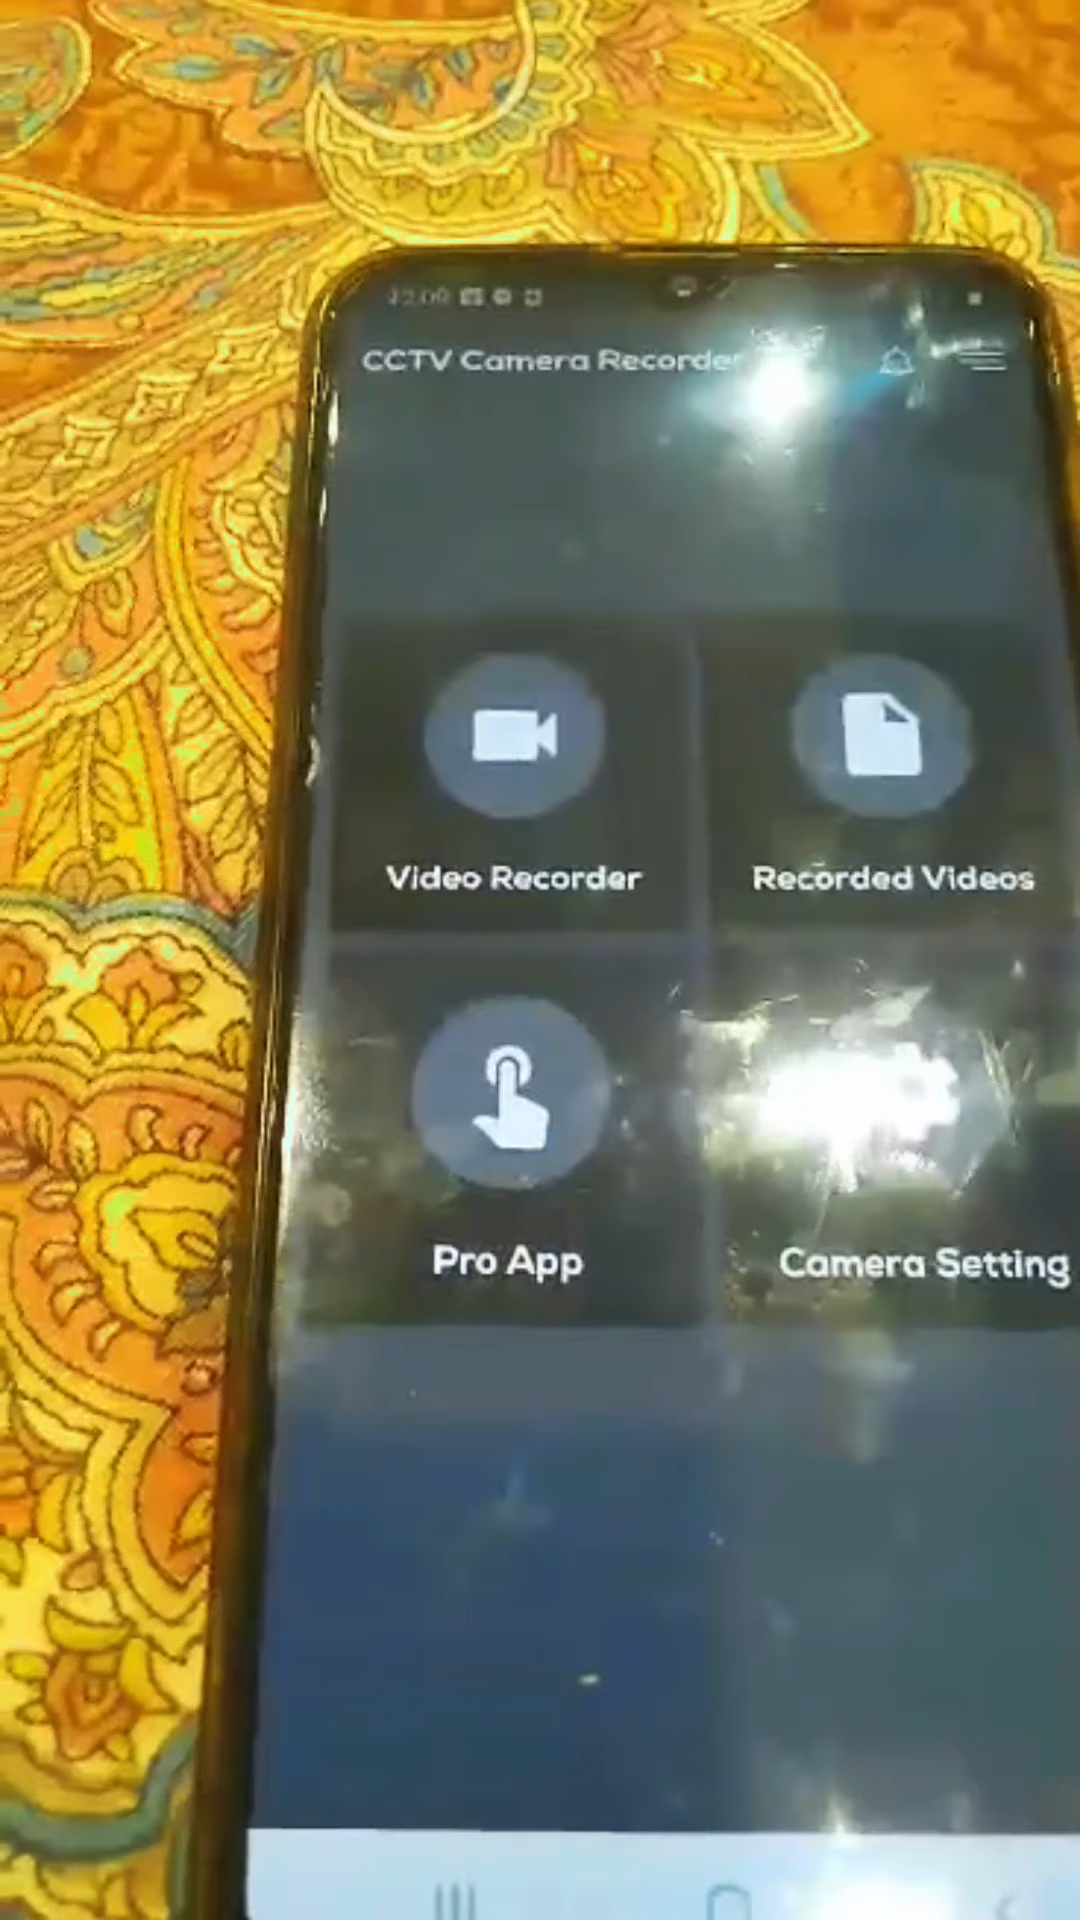 CCTV Camera Recorder
Video Recorder
Recorded Videos
Pro App
Camera Setting